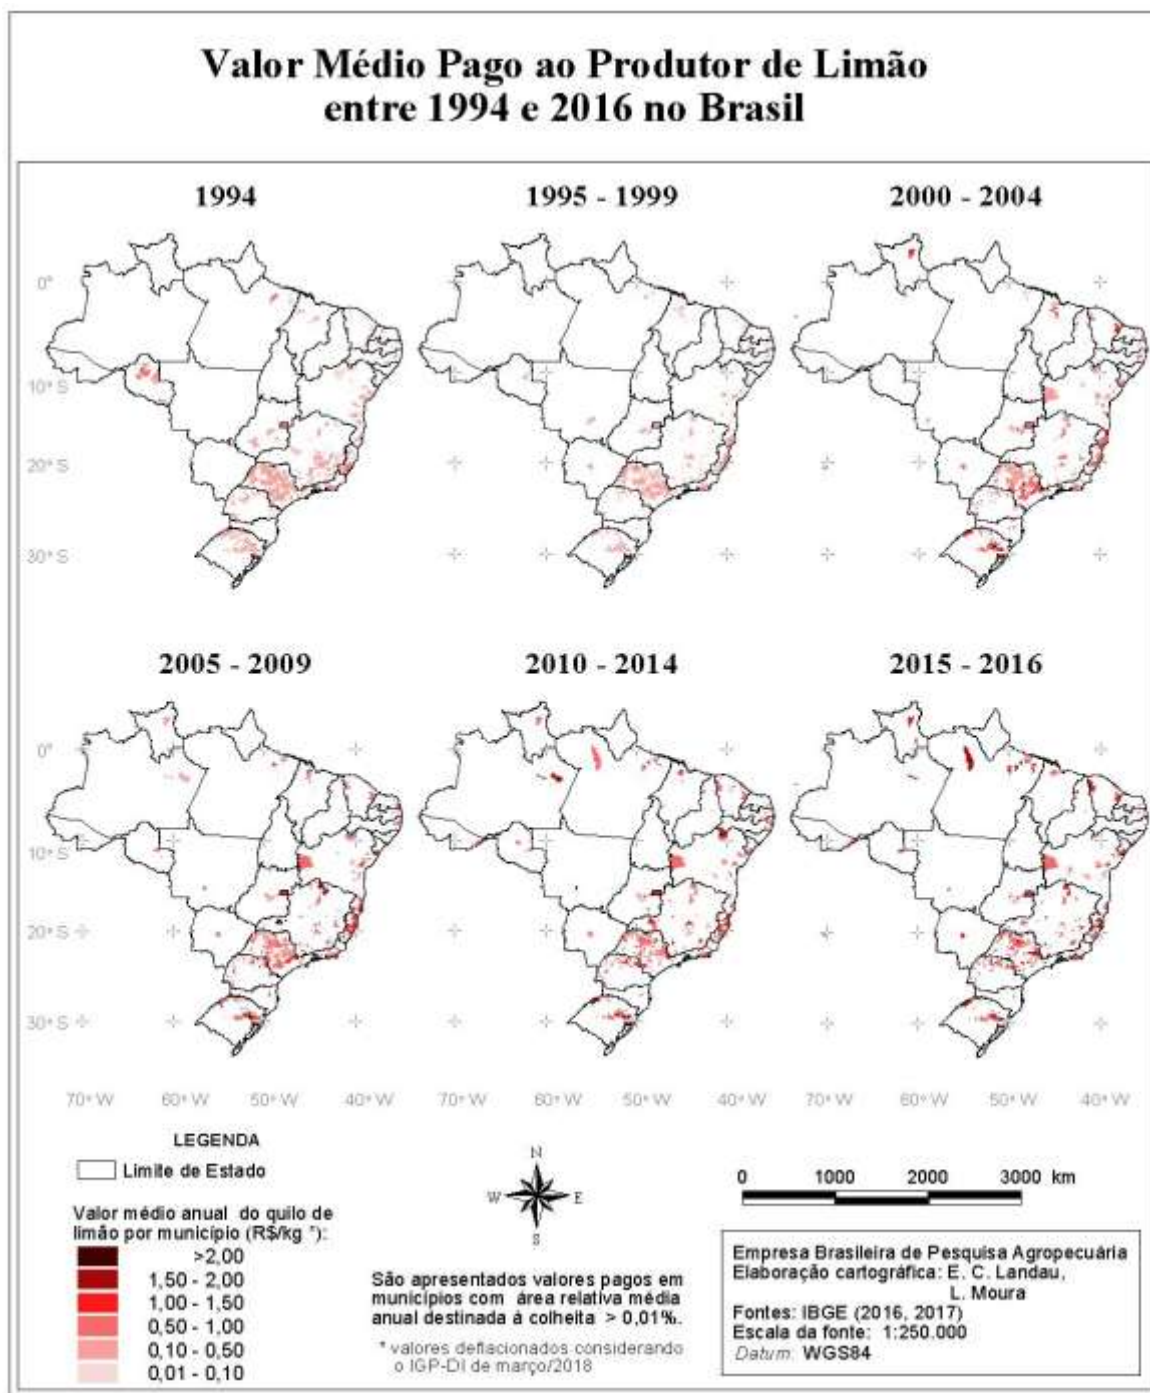 Valor Médio Pago ao Produtor de Limão
entre 1994 e 2016 no Brasil
1994
1995 - 1999
2000 - 2004
0°
10° S
20° S
30° S
2005 - 2009
2010 - 2014
2015 - 2016
0°
10° S
20° S
30° S
70° W 60° W 50° W 40° W
60° W 50° W 40° W
70° W 60° W 50° W 40° W
LEGENDA
Limite de Estado
Valor médio anual do quilo de
limão por município (R$/kg *):
>2,00
1,50 - 2,00
1,00 - 1,50
0,50 - 1,00
0,10 - 0,50
0,01 - 0,10
N
W E
S
São apresentados valores pagos em
municípios com área relativa média
anual destinada à colheita > 0,01%.
* valores deflacionados considerando
o IGP-DI de março/2018
0 1000 2000 3000 km
Empresa Brasileira de Pesquisa Agropecuária
Elaboração cartográfica: E. C. Landau,
L. Moura
Fontes: IBGE (2016, 2017)
Escala da fonte: 1:250.000
Datum: WGS84